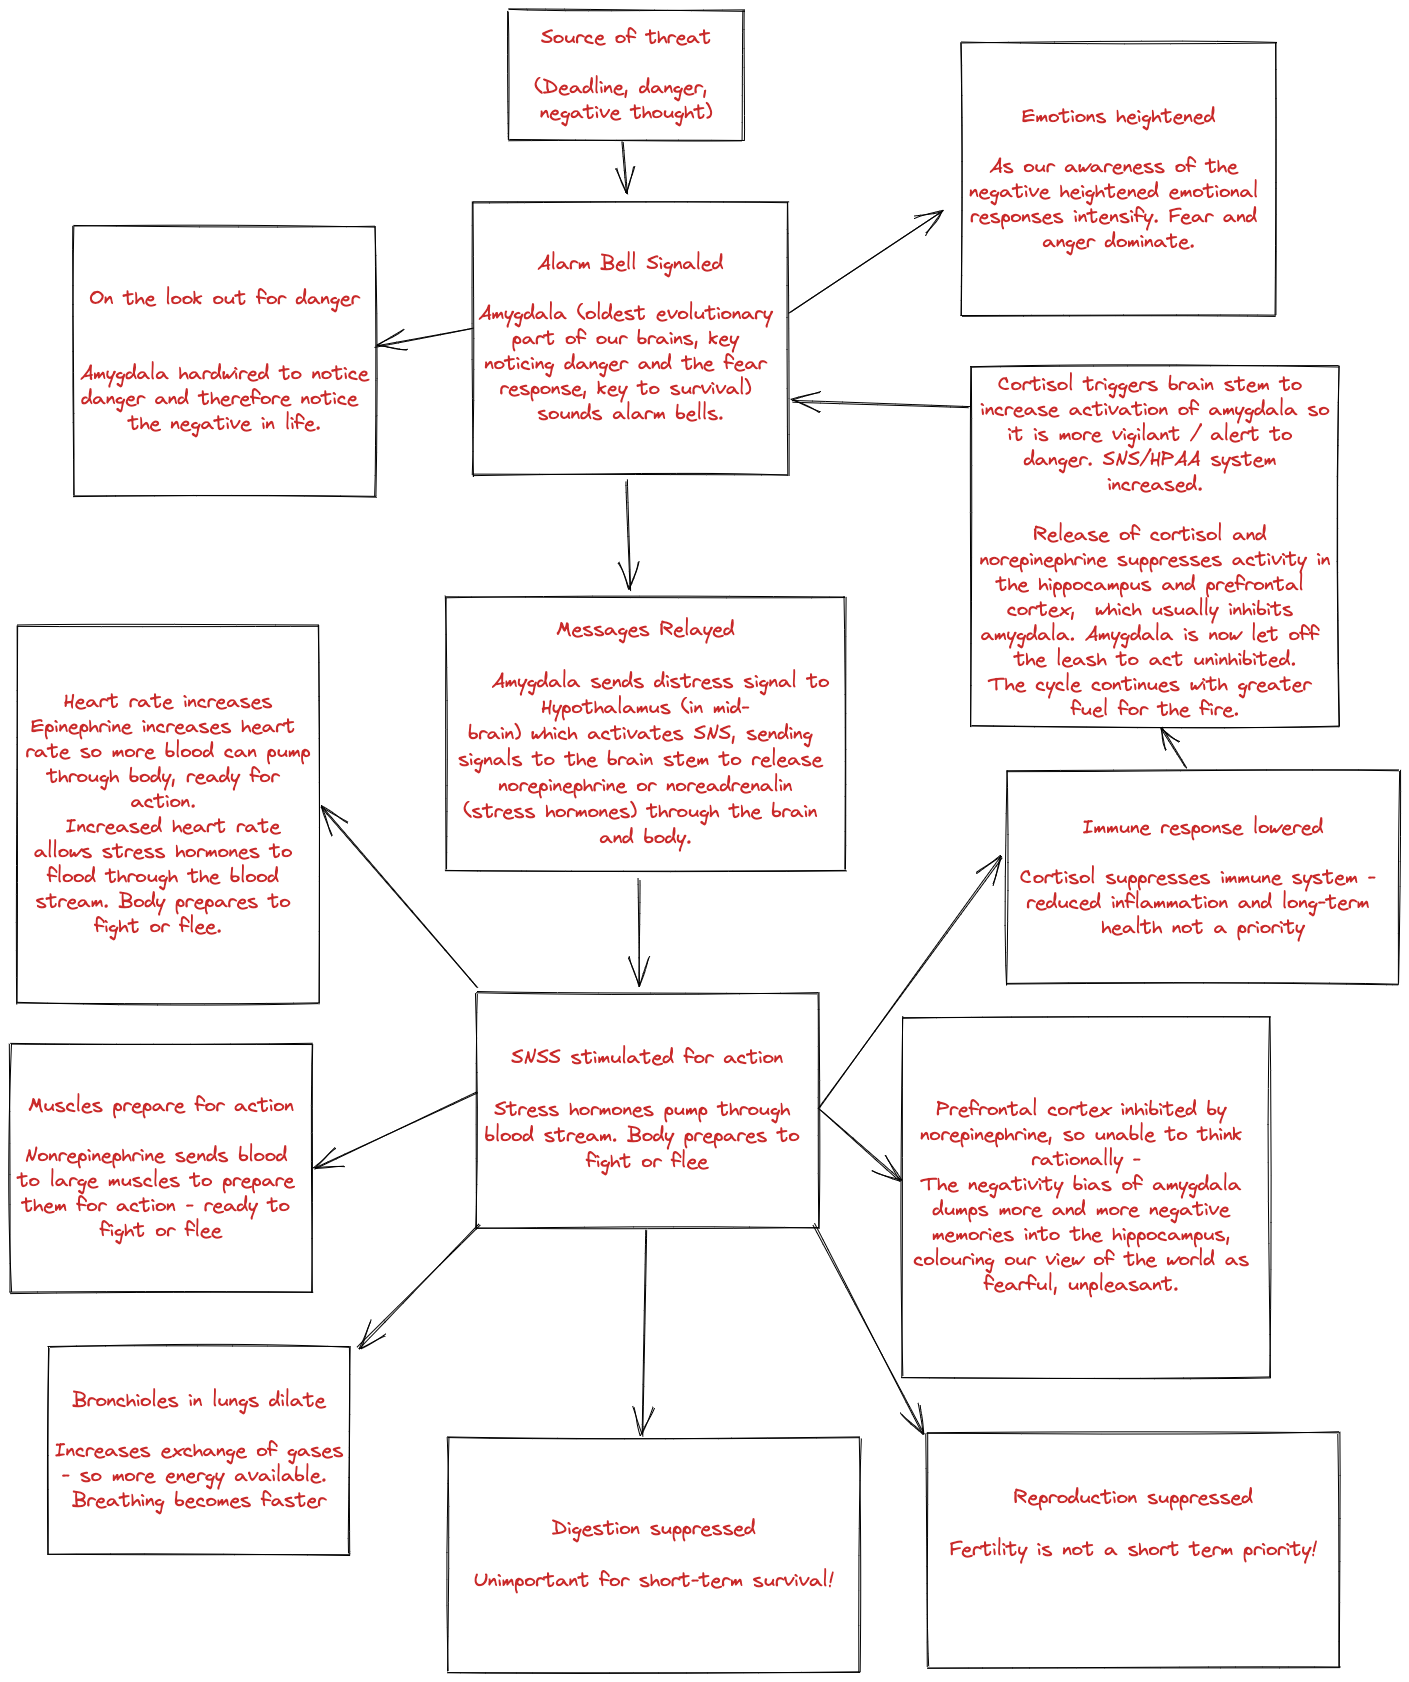 Source of threat
(Deadline, danger,
negative thought)
Emotions heightened
As our awareness of the
negative heightened emotional
responses intensify. Fear and
anger dominate.
Alarm Bell Signaled
Amygdala (oldest evolutionary
part of our brains, key
noticing danger and the fear
response, key to survival)
sounds alarm bells.
On the look out for danger
Amygdala hardwired to notice
danger and therefore notice
the negative in life.
Cortisol triggers brain stem to
increase activation of amygdala so
it is more vigilant / alert to
danger. SNS/HPAA system
increased.
Release of cortisol and
norepinephrine suppresses activity in
the hippocampus and prefrontal
cortex, which usually inhibits
amygdala. Amygdala is now let off
the leash to act uninhibited.
The cycle continues with greater
fuel for the fire.
Messages Relayed
Amygdala sends distress signal to
Hypothalamus (in mid-
brain) which activates SNS, sending
signals to the brain stem to release
norepinephrine or noreadrenalin
(stress hormones) through the brain
and body.
Heart rate increases
Epinephrine increases heart
rate so more blood can pump
through body, ready for
action.
Increased heart rate
allows stress hormones to
flood through the blood
stream. Body prepares to
fight or flee.
Immune response lowered
Cortisol suppresses immune system -
reduced inflammation and long-term
health not a priority
SNSS stimulated for action
Stress hormones pump through
blood stream. Body prepares to
fight or flee
Muscles prepare for action
Nonrepinephrine sends blood
to large muscles to prepare
them for action - ready to
fight or flee
Prefrontal cortex inhibited by
norepinephrine, so unable to think
rationally -
The negativity bias of amygdala
dumps more and more negative
memories into the hippocampus,
colouring our view of the world as
fearful, unpleasant.
Bronchioles in lungs dilate
Increases exchange of gases
- so more energy available.
Breathing becomes faster
Digestion suppressed
Unimportant for short-term survival!
Reproduction suppressed
Fertility is not a short term priority!